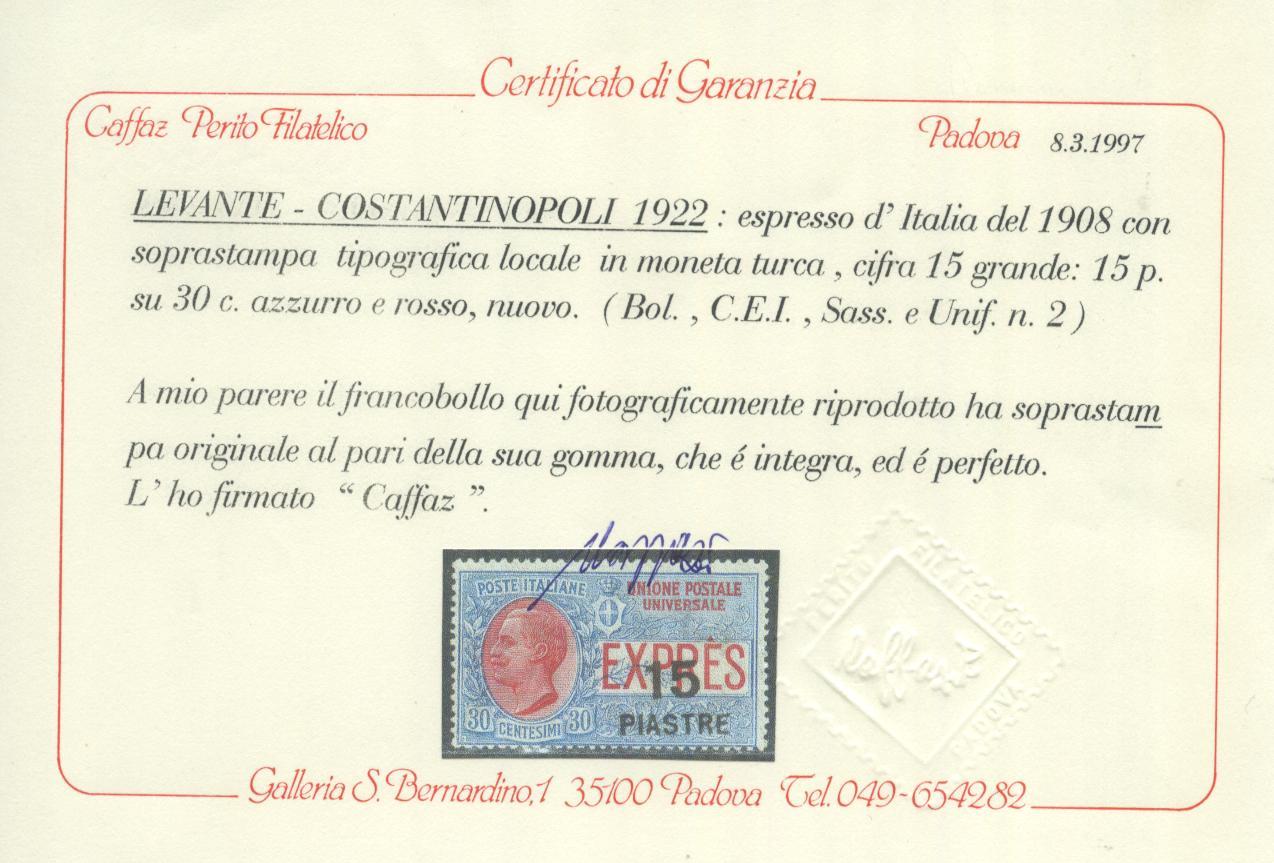 Certificato di Garanzia
Caffaz Perito Filatelico
Padova 8.3.1997
LEVANTE - COSTANTINOPOLI 1922 : espresso d' Italia del 1908 con
soprastampa tipografica locale in moneta turca , cifra 15 grande: 15 p.
su 30 c. azzurro e rosso, nuovo. ( Bol. , C.E.I. , Sass. e Unif. n. 2 )
A mio parere il francobollo qui fotograficamente riprodotto ha soprastam
pa originale al pari della sua gomma, che é integra, ed é perfetto.
L' ho firmato “ Caffaz ”.
POSTE ITALIANE
UNIONE POSTALE
UNIVERSALE
EXPRÈS
15
PIASTRE
30 CENTESIMI 30
PERITO FILATELICO
Caffaz
PADOVA
Galleria S. Bernardino,1 35100 Padova Tel. 049-654282